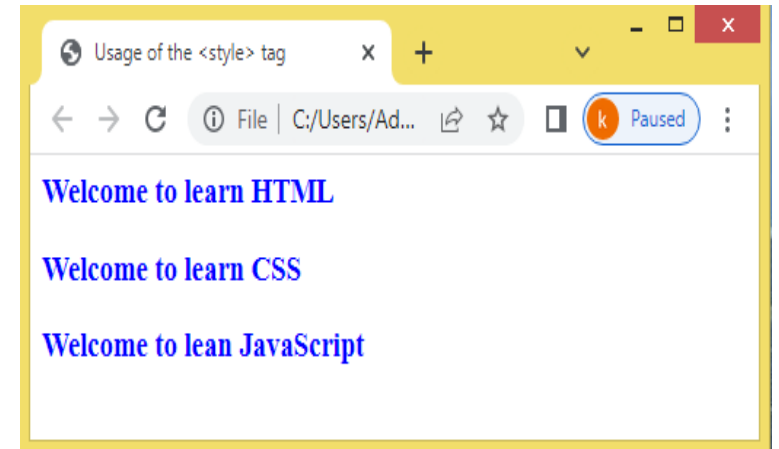 Usage of the <style> tag
File C:/Users/Ad... k Paused
Welcome to learn HTML
Welcome to learn CSS
Welcome to lean JavaScript